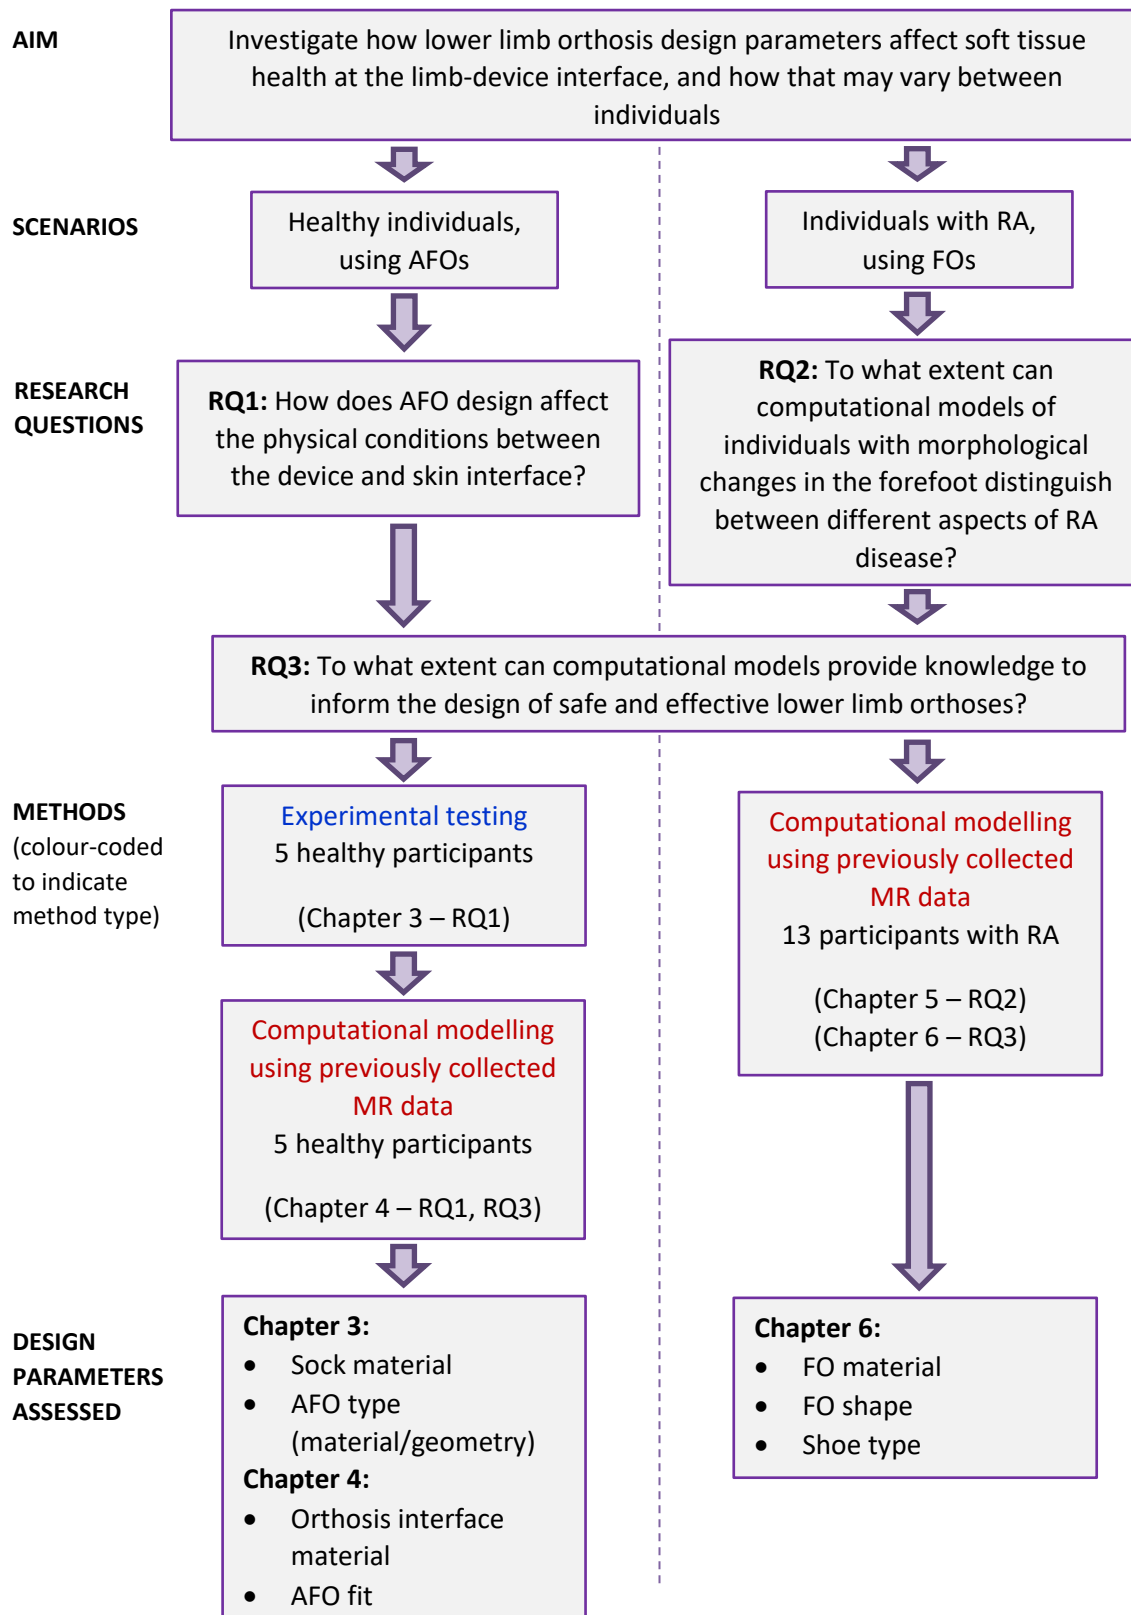 AIM
Investigate how lower limb orthosis design parameters affect soft tissue
health at the limb-device interface, and how that may vary between
individuals
SCENARIOS
Healthy individuals,
using AFOs
Individuals with RA,
using FOs
RESEARCH
QUESTIONS
RQ1: How does AFO design affect
the physical conditions between
the device and skin interface?
RQ2: To what extent can
computational models of
individuals with morphological
changes in the forefoot distinguish
between different aspects of RA
disease?
RQ3: To what extent can computational models provide knowledge to
inform the design of safe and effective lower limb orthoses?
METHODS
(colour-coded
to indicate
method type)
Experimental testing
5 healthy participants
(Chapter 3 – RQ1)
Computational modelling
using previously collected
MR data
5 healthy participants
(Chapter 4 – RQ1, RQ3)
Computational modelling
using previously collected
MR data
13 participants with RA
(Chapter 5 – RQ2)
(Chapter 6 – RQ3)
DESIGN
PARAMETERS
ASSESSED
Chapter 3:
• Sock material
• AFO type
(material/geometry)
Chapter 4:
• Orthosis interface
material
• AFO fit
Chapter 6:
• FO material
• FO shape
• Shoe type